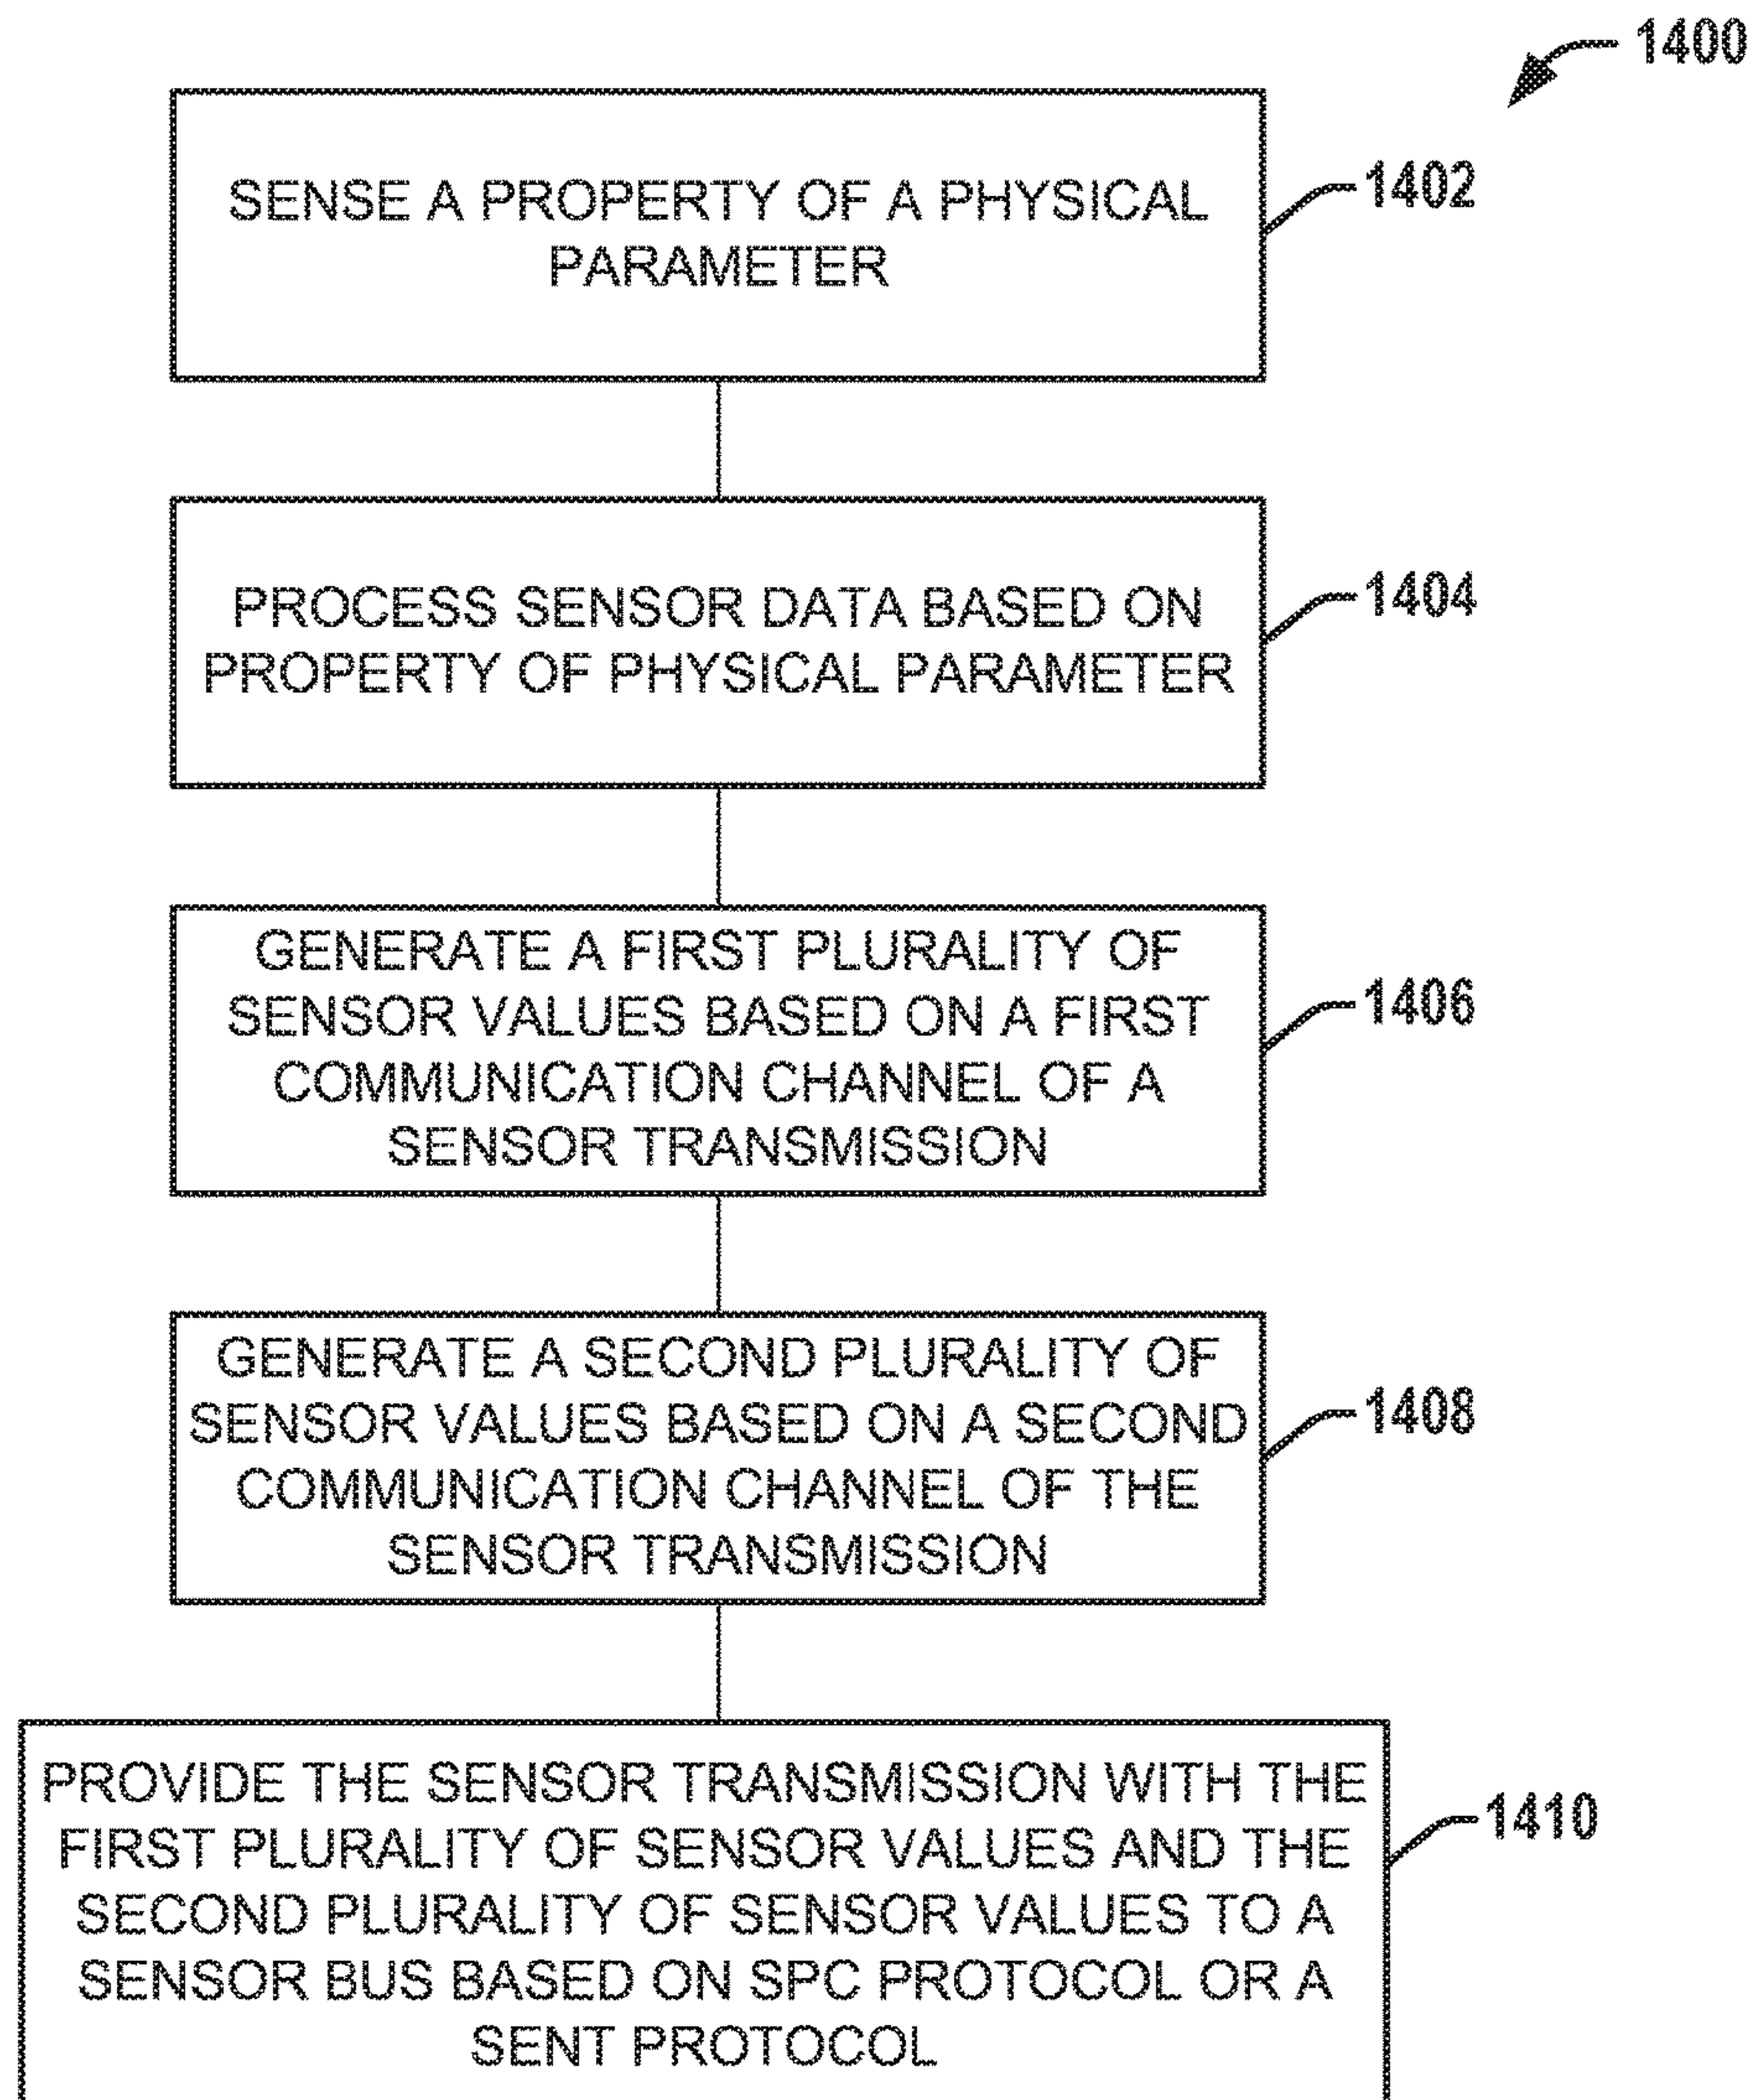 1400
SENSE A PROPERTY OF A PHYSICAL
PARAMETER
1402
PROCESS SENSOR DATA BASED ON
PROPERTY OF PHYSICAL PARAMETER
1404
GENERATE A FIRST PLURALITY OF
SENSOR VALUES BASED ON A FIRST
COMMUNICATION CHANNEL OF A
SENSOR TRANSMISSION
1406
GENERATE A SECOND PLURALITY OF
SENSOR VALUES BASED ON A SECOND
COMMUNICATION CHANNEL OF THE
SENSOR TRANSMISSION
1408
PROVIDE THE SENSOR TRANSMISSION WITH THE
FIRST PLURALITY OF SENSOR VALUES AND THE
SECOND PLURALITY OF SENSOR VALUES TO A
SENSOR BUS BASED ON SPC PROTOCOL OR A
SENT PROTOCOL
1410